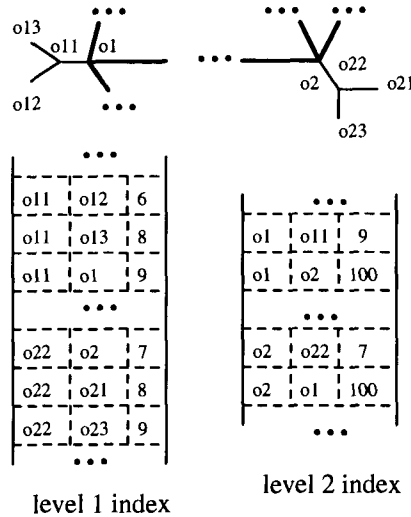 o13
o11 o1
o12
o22
o2 o21
o23
o11 o12 6
o11 o13 8
o11 o1 9
o22 o2 7
o22 o21 8
o22 o23 9
level 1 index
o1 o11 9
o1 o2 100
o2 o22 7
o2 o1 100
level 2 index